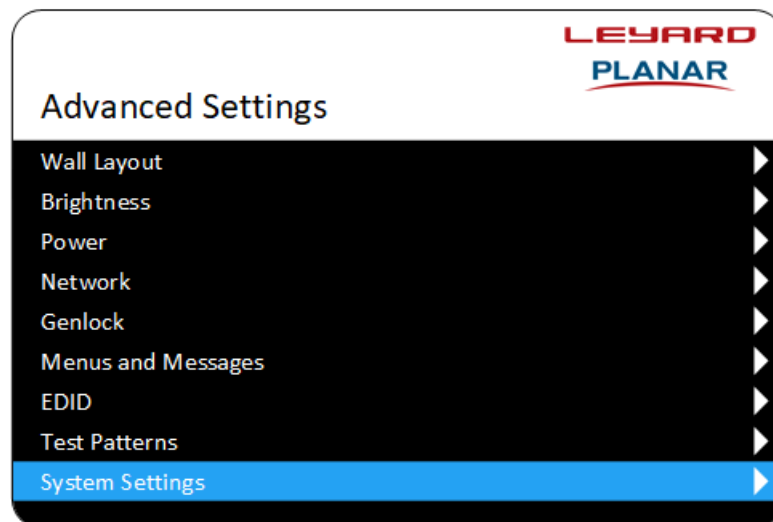 LEYARD
PLANAR
Advanced Settings
Wall Layout
Brightness
Power
Network
Genlock
Menus and Messages
EDID
Test Patterns
System Settings